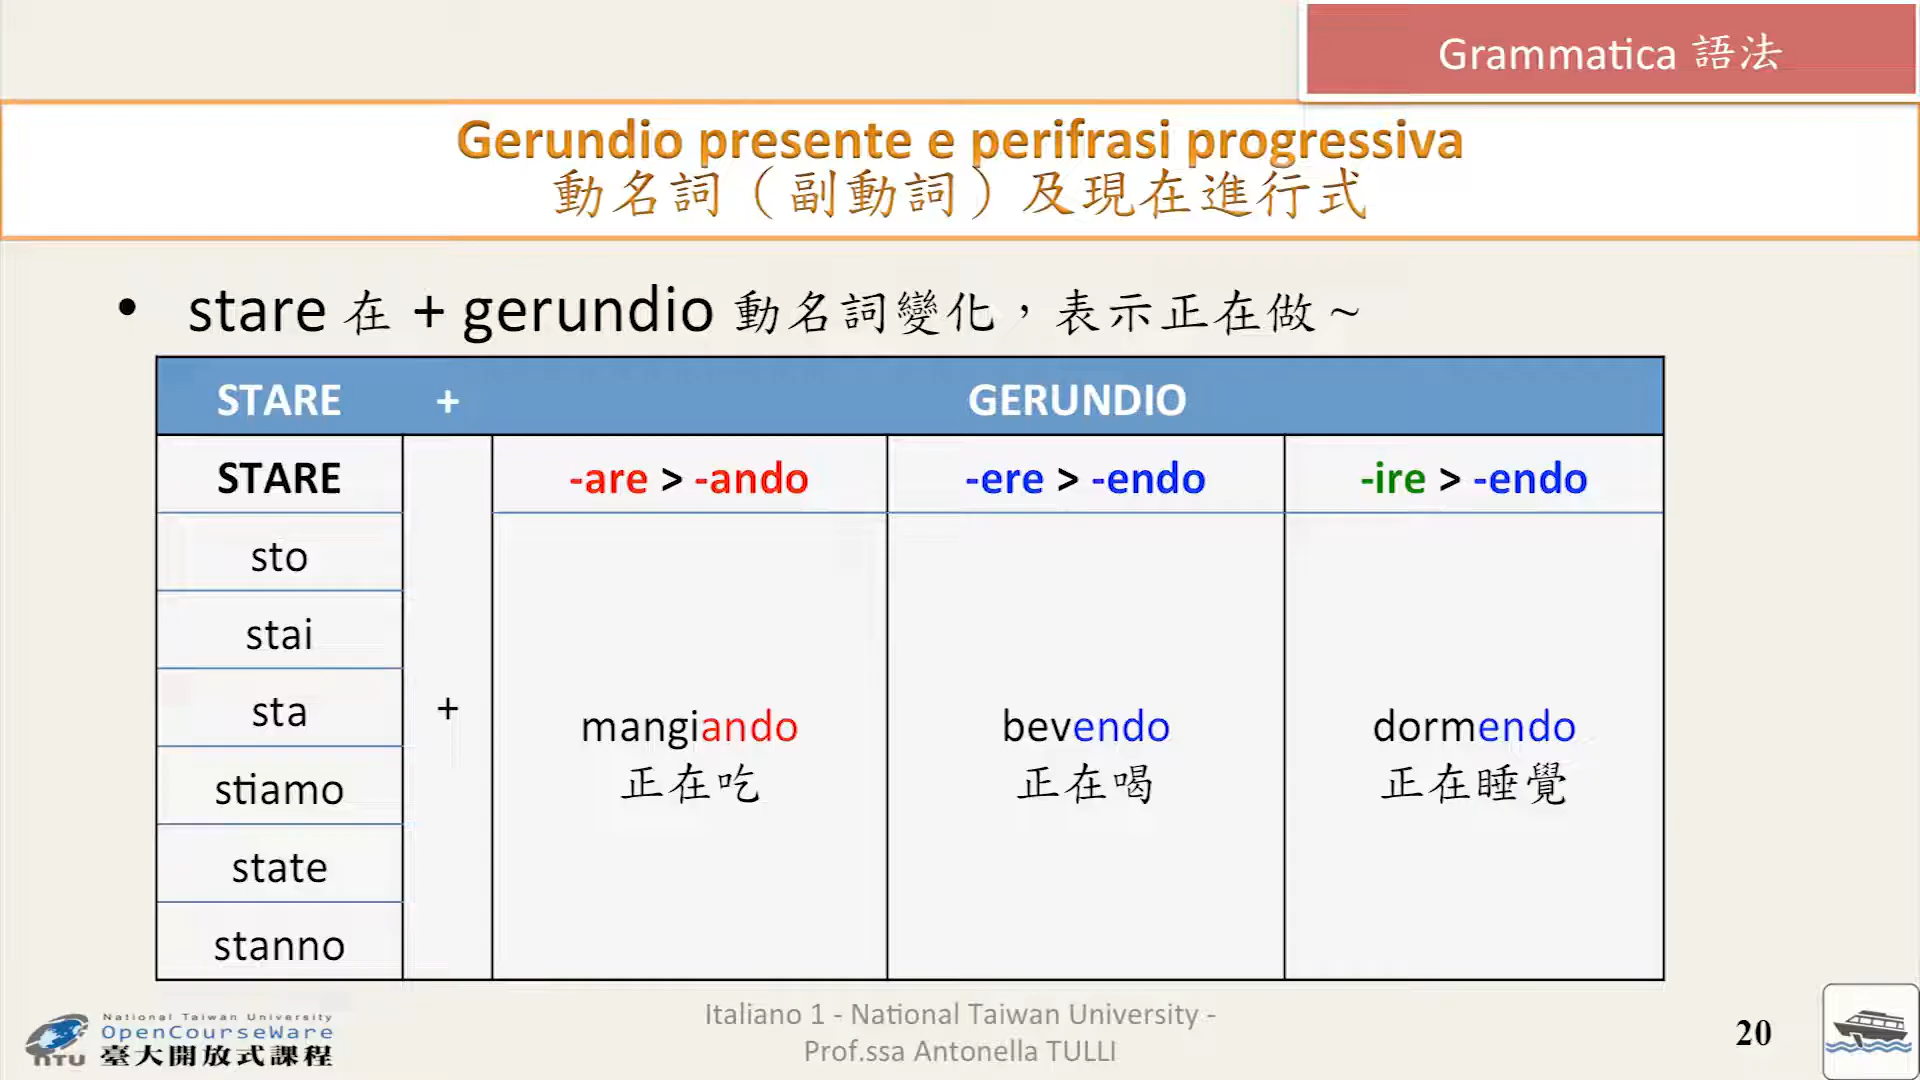 Grammatica 語法
Gerundio presente e perifrasi progressiva
動名詞（副動詞）及現在進行式
• stare 在 + gerundio 動名詞變化，表示正在做~
STARE + GERUNDIO
STARE -are > -ando -ere > -endo -ire > -endo
sto
stai
sta
+
mangiando bevendo dormendo
正在吃 正在喝 正在睡覺
stiamo
state
stanno
National Taiwan University
OpenCourseWare
NTU 臺大開放式課程
Italiano 1 - National Taiwan University -
Prof.ssa Antonella TULLI
20